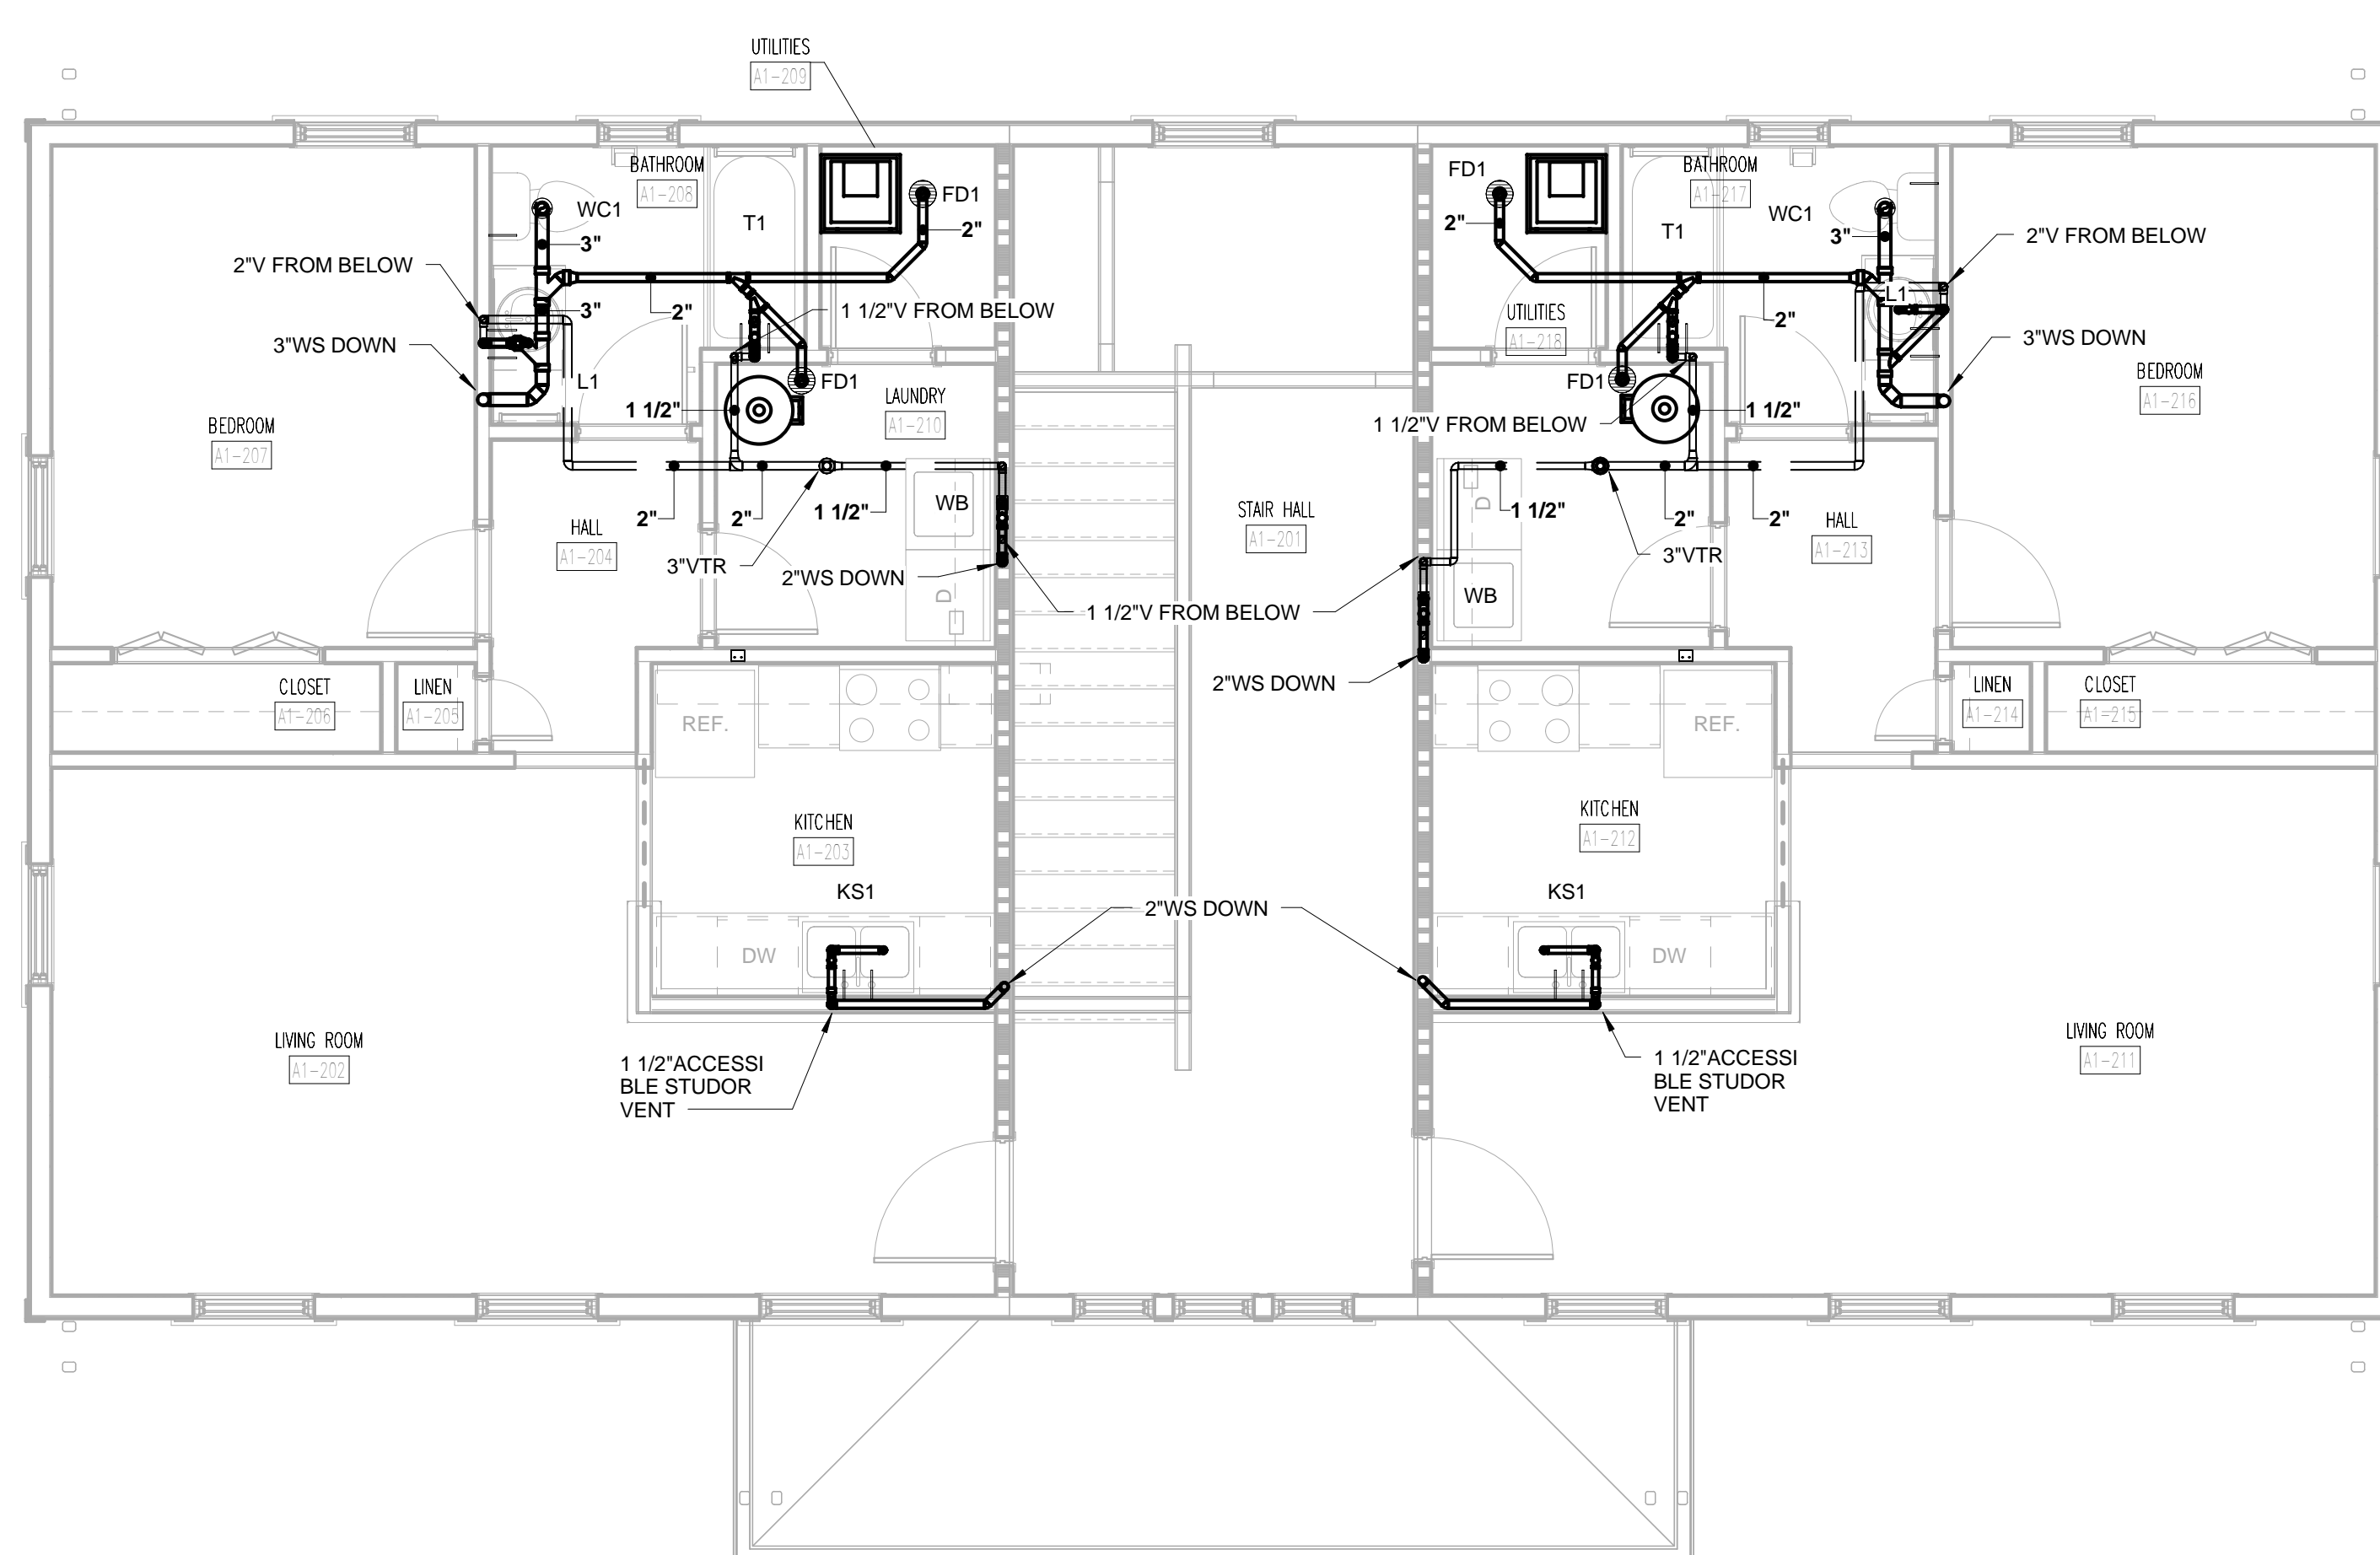 UTILITIES
A1-209
BATHROOM
A1-208
WC1
3"
T1
FD1
2"
2"V FROM BELOW
3"
2"
1 1/2"V FROM BELOW
3"WS DOWN
L1
FD1
1 1/2"
LAUNDRY
A1-210
BEDROOM
A1-207
HALL
A1-204
2"
2"
1 1/2"
WB
3"VTR
2"WS DOWN
D
1 1/2"V FROM BELOW
CLOSET
A1-206
LINEN
A1-205
REF.
KITCHEN
A1-203
KS1
DW
2"WS DOWN
LIVING ROOM
A1-202
1 1/2"ACCESSI
BLE STUDOR
VENT
STAIR HALL
A1-201
FD1
2"
BATHROOM
A1-217
WC1
T1
3"
2"V FROM BELOW
UTILITIES
A1-218
2"
L1
3"WS DOWN
FD1
1 1/2"
1 1/2"V FROM BELOW
BEDROOM
A1-216
D
1 1/2"
2"
2"
HALL
A1-213
3"VTR
WB
2"WS DOWN
LINEN
A1-214
CLOSET
A1-215
REF.
KITCHEN
A1-212
KS1
DW
LIVING ROOM
A1-211
1 1/2"ACCESSI
BLE STUDOR
VENT